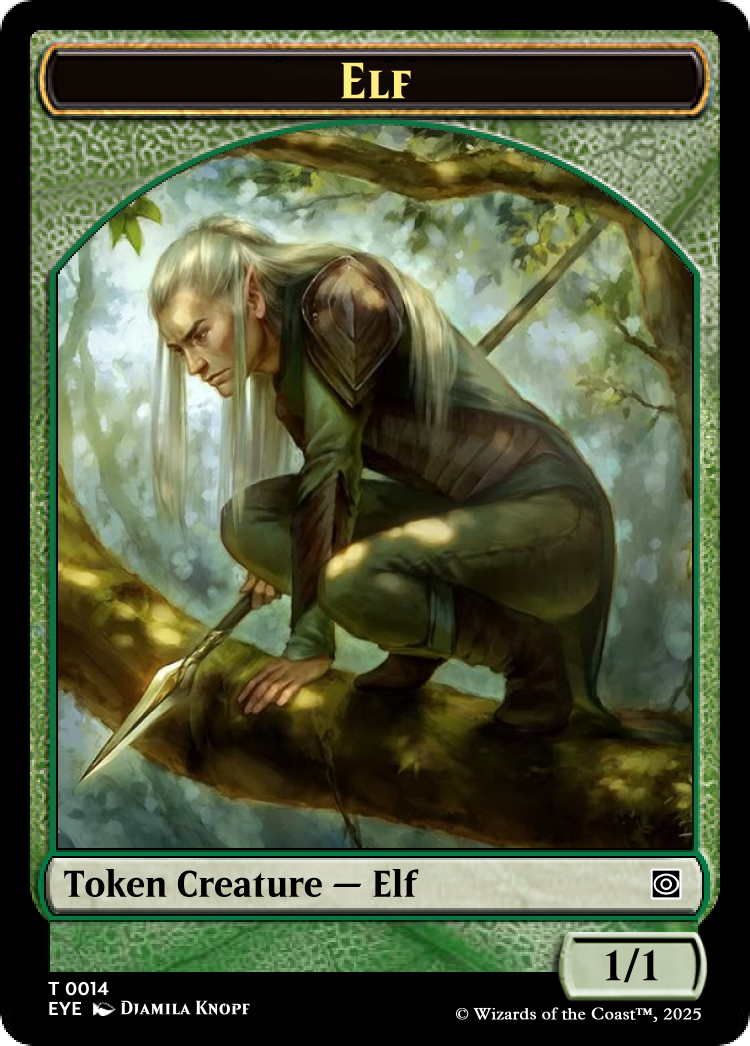 Elf
Token Creature — Elf
1/1
T 0014
EYE Djamila Knopf
© Wizards of the Coast™, 2025